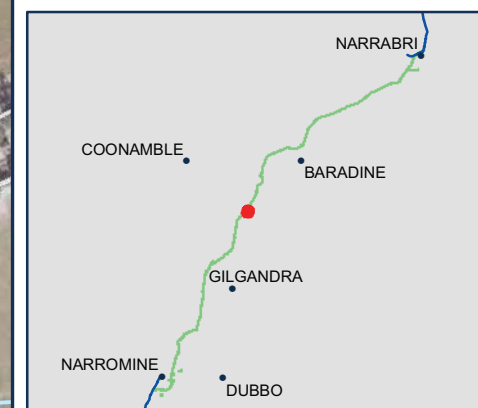 NARRABRI
COONAMBLE
BARADINE
GILGANDRA
NARROMINE
DUBBO